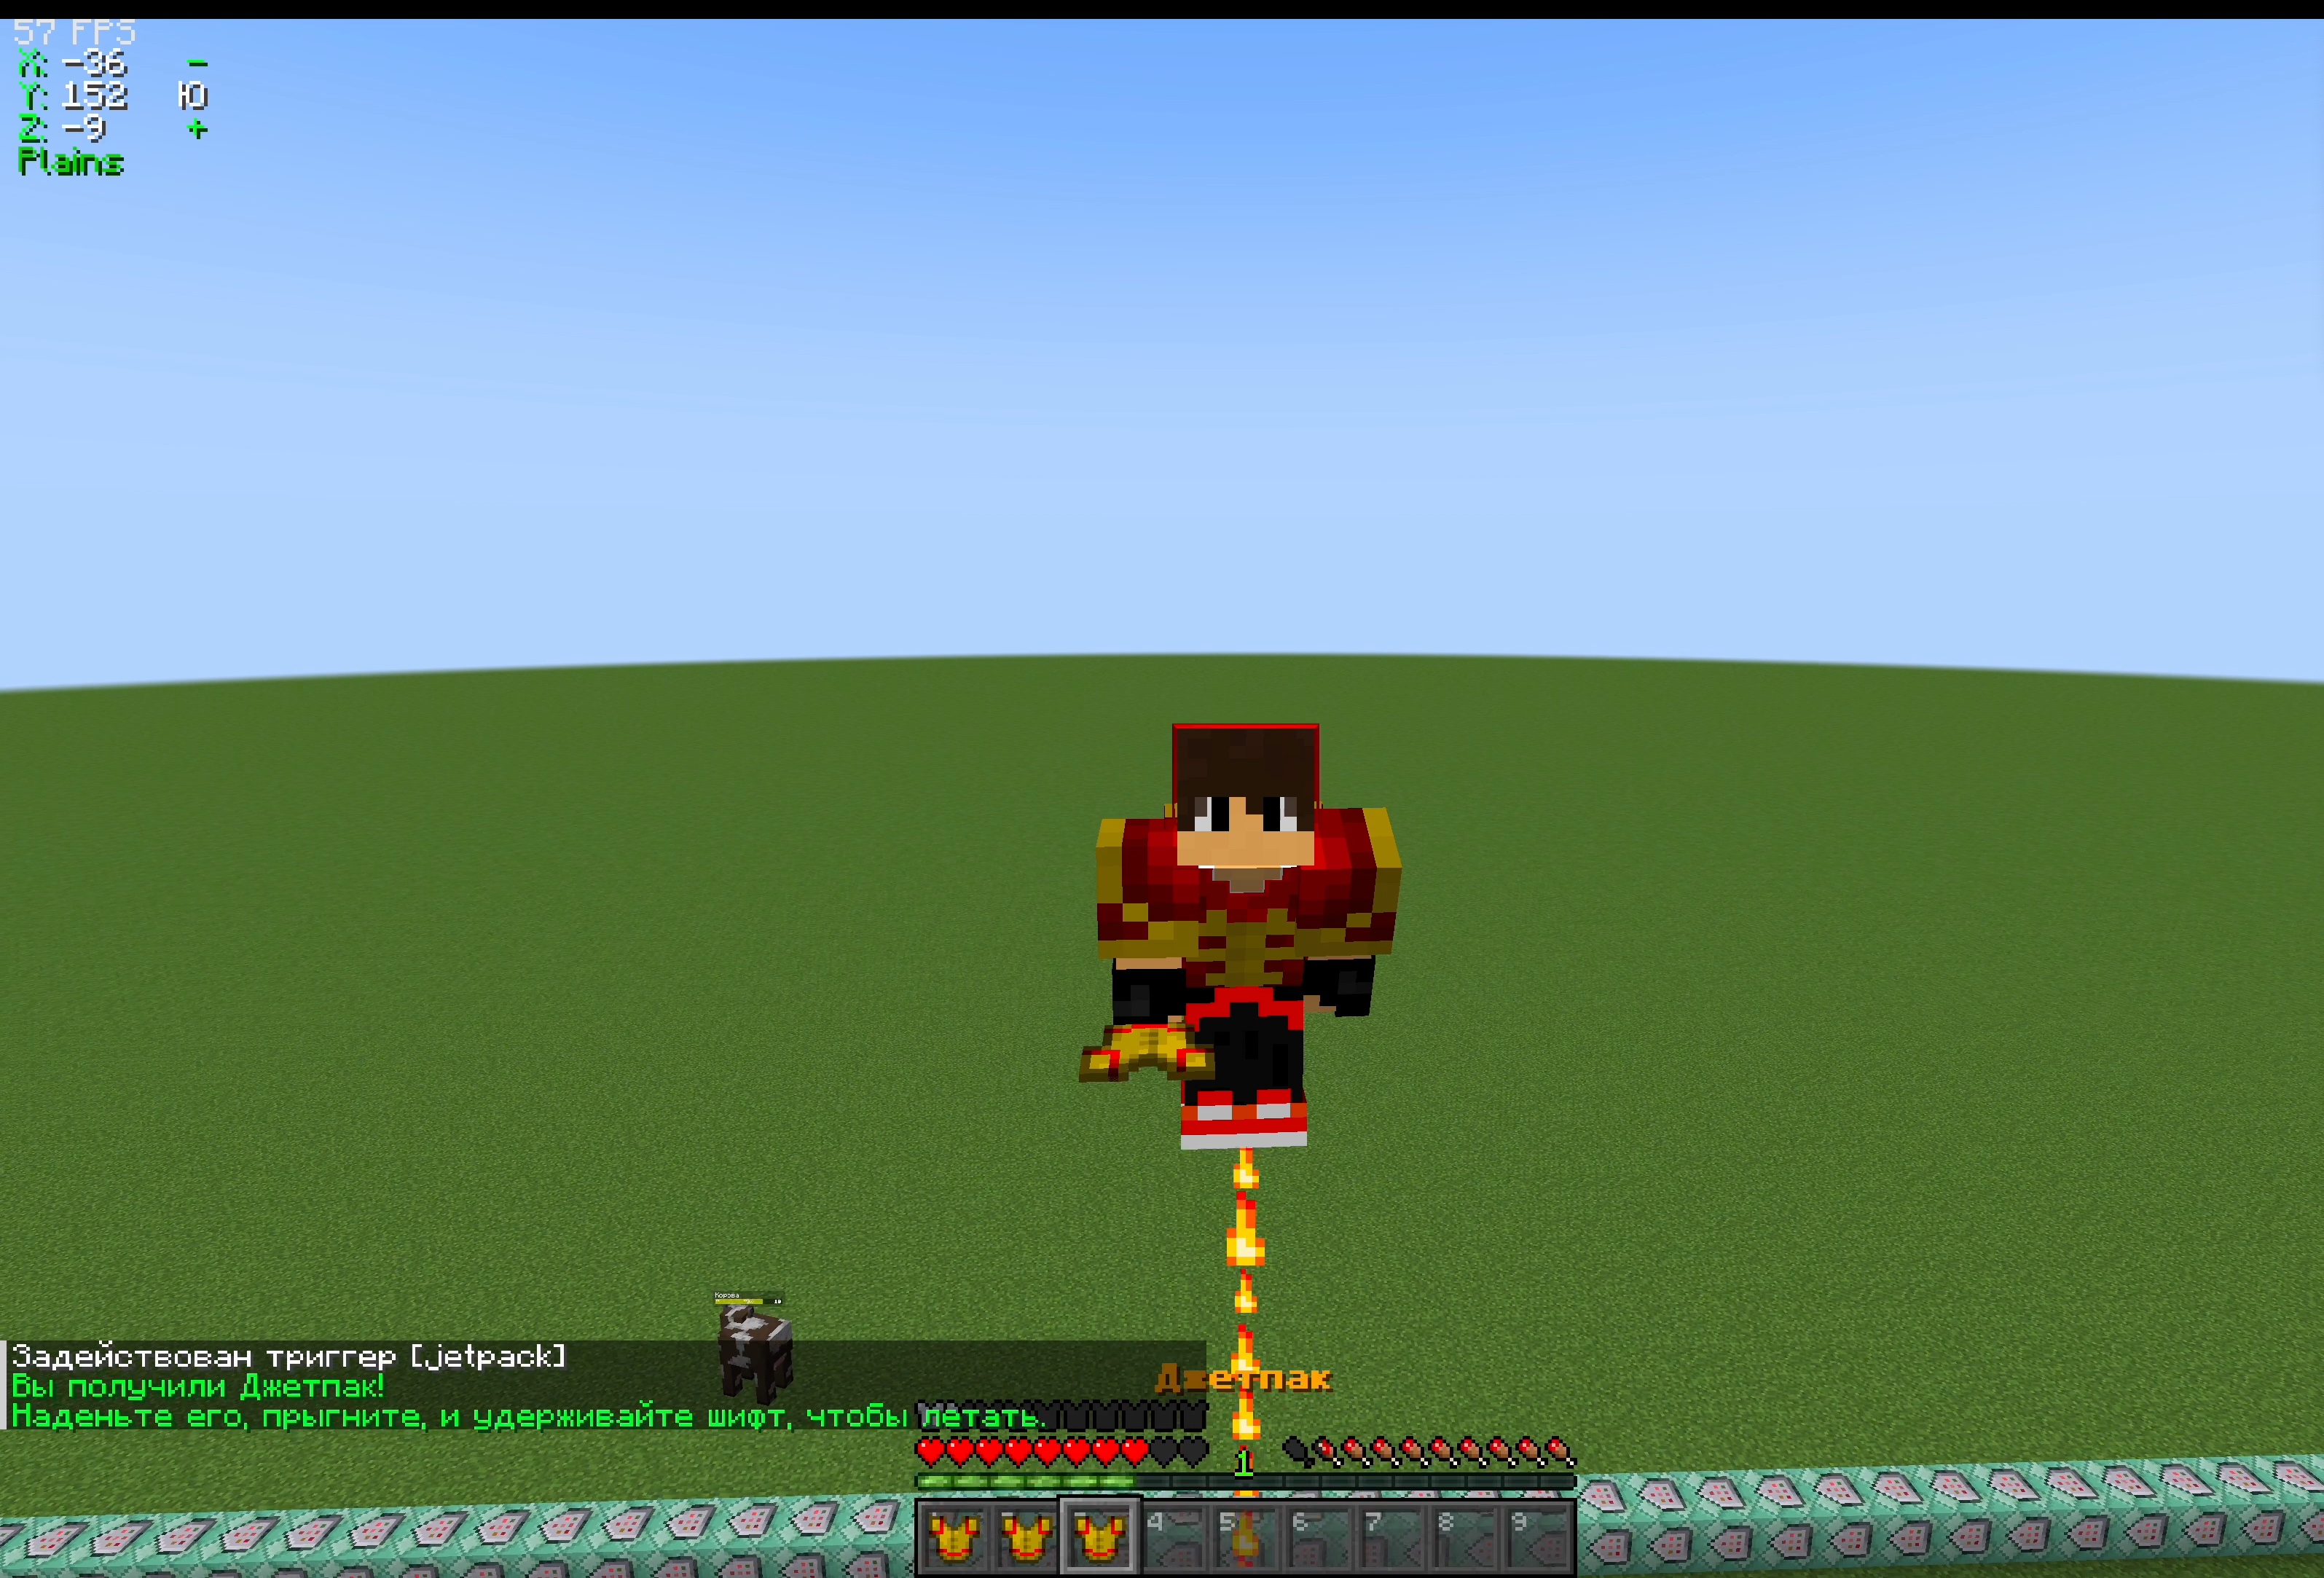 57 FPS
X: -36 -
Y: 152 Ю
Z: -9 +
Plains
Корова
Задействован триггер [jetpack]
Вы получили Джетпак!
Наденьте его, прыгните, и удерживайте шифт, чтобы летать.
Джетпак
1
4 5 6 7 8 9